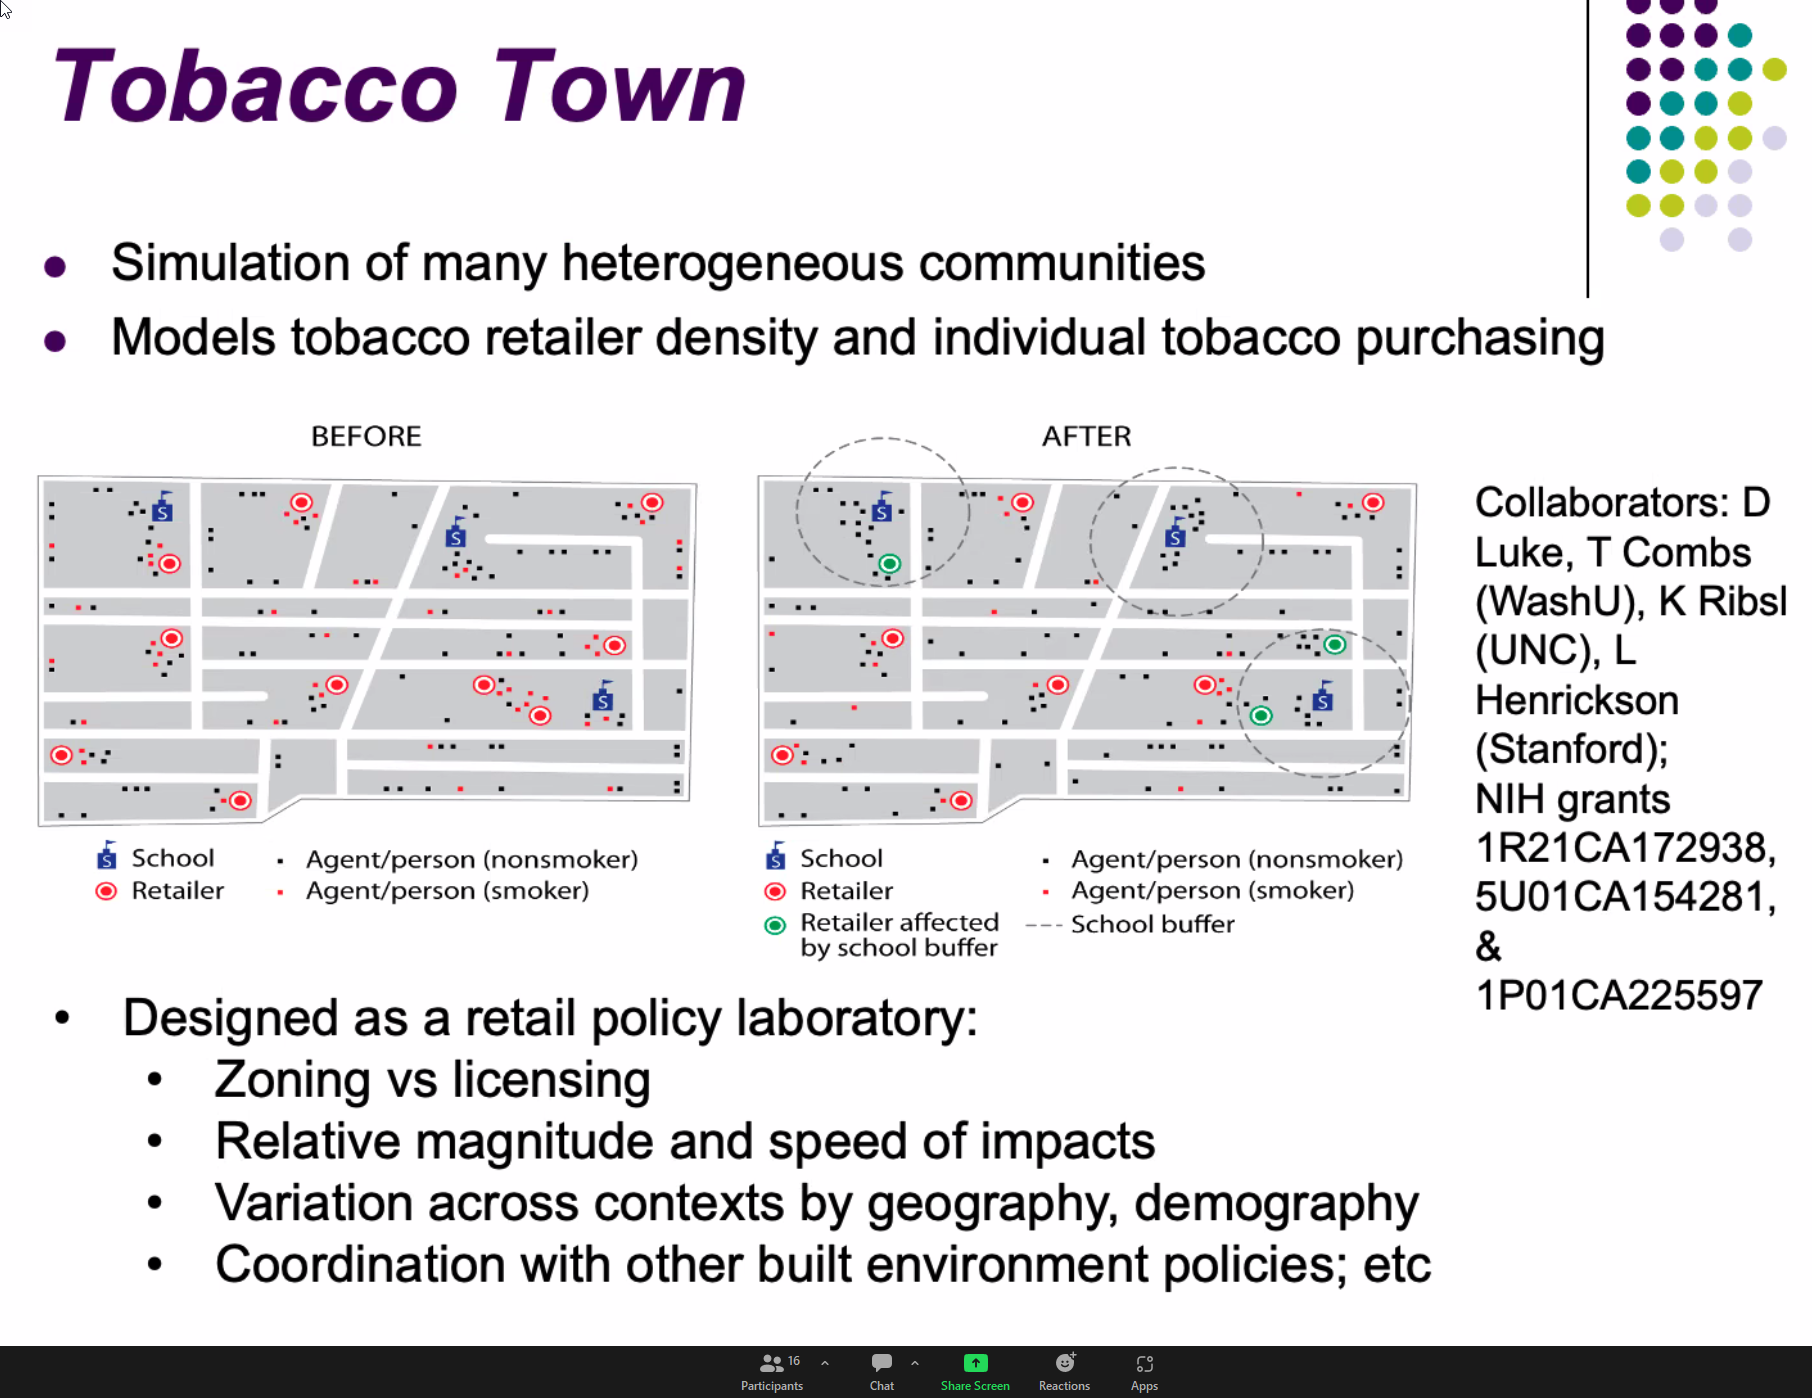 Tobacco Town
Simulation of many heterogeneous communities
Models tobacco retailer density and individual tobacco purchasing
BEFORE
S
S
S
School
Retailer
Agent/person (nonsmoker)
Agent/person (smoker)
AFTER
S
S
S
School
Retailer
Retailer affected
by school buffer
Agent/person (nonsmoker)
Agent/person (smoker)
School buffer
Collaborators: D
Luke, T Combs
(WashU), K Ribsl
(UNC), L
Henrickson
(Stanford);
NIH grants
1R21CA172938,
5U01CA154281,
&
1P01CA225597
Designed as a retail policy laboratory:
Zoning vs licensing
Relative magnitude and speed of impacts
Variation across contexts by geography, demography
Coordination with other built environment policies; etc
16
Participants
Chat
Share Screen
Reactions
Apps